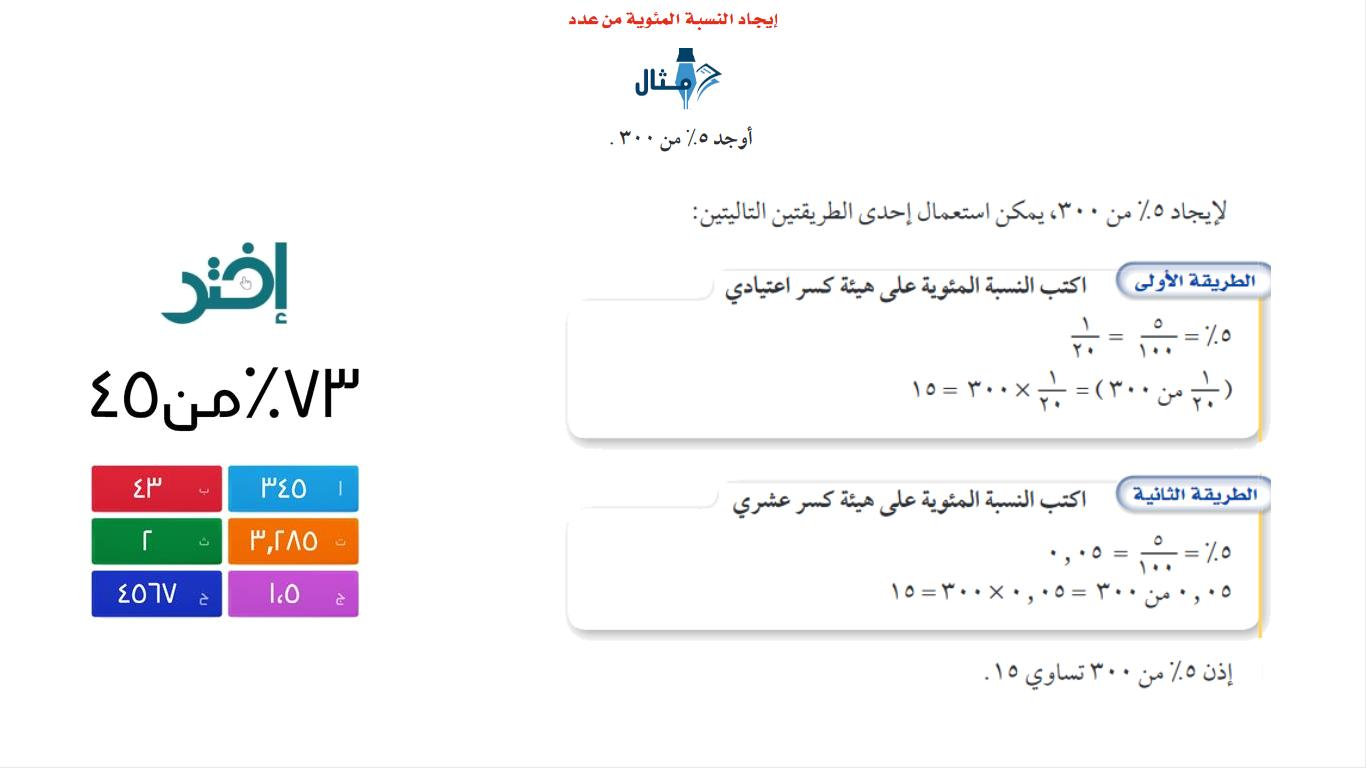 إيجاد النسبة المئوية من عدد
مثال
أوجد ٥٪ من ٣٠٠ .
لإيجاد ٥٪ من ٣٠٠، يمكن استعمال إحدى الطريقتين التاليتين:
الطريقة الأولى اكتب النسبة المئوية على هيئة كسر اعتيادي
٥٪ = ٥/١٠٠ = ١/٢٠
(١/٢٠ من ٣٠٠) = ١/٢٠ × ٣٠٠ = ١٥
الطريقة الثانية اكتب النسبة المئوية على هيئة كسر عشري
٥٪ = ٥/١٠٠ = ٠,٠٥
٠,٠٥ من ٣٠٠ = ٠,٠٥ × ٣٠٠ = ١٥
إذن ٥٪ من ٣٠٠ تساوي ١٥.
إختر
٧٣٪ من ٤٥
أ ٣٤٥ ب ٤٣
ت ٣,٢٨٥ ث ٢
ج ١،٥ ح ٤٥٦٧